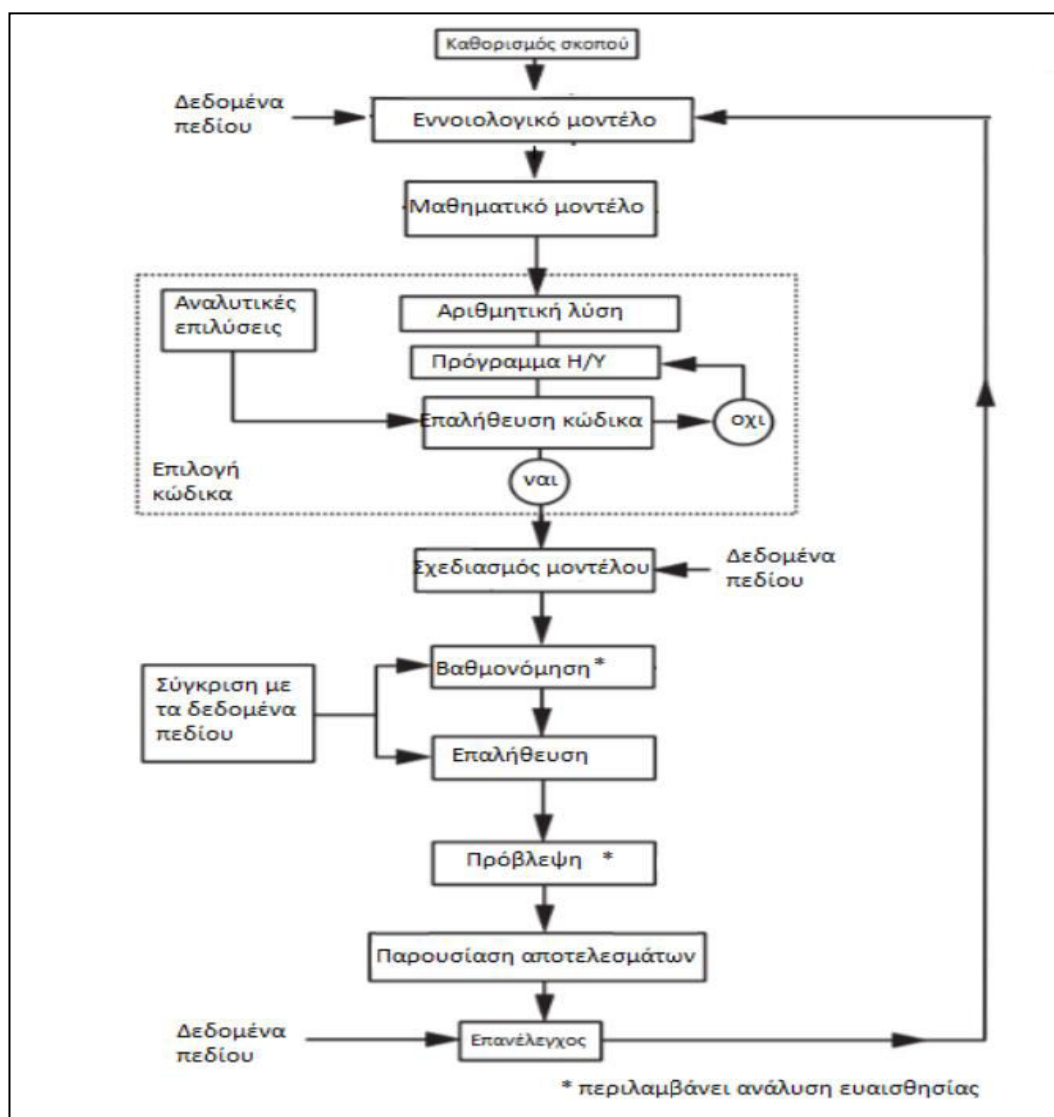 Καθορισμός σκοπού
Δεδομένα
πεδίου
Εννοιολογικό μοντέλο
Μαθηματικό μοντέλο
Αναλυτικές
επιλύσεις
Αριθμητική λύση
Πρόγραμμα Η/Υ
Επαλήθευση κώδικα
οχι
Επιλογή
κώδικα
ναι
Σχεδιασμός μοντέλου
Δεδομένα
πεδίου
Βαθμονόμηση *
Σύγκριση με
τα δεδομένα
πεδίου
Επαλήθευση
Πρόβλεψη *
Παρουσίαση αποτελεσμάτων
Δεδομένα
πεδίου
Επανέλεγχος
* περιλαμβάνει ανάλυση ευαισθησίας